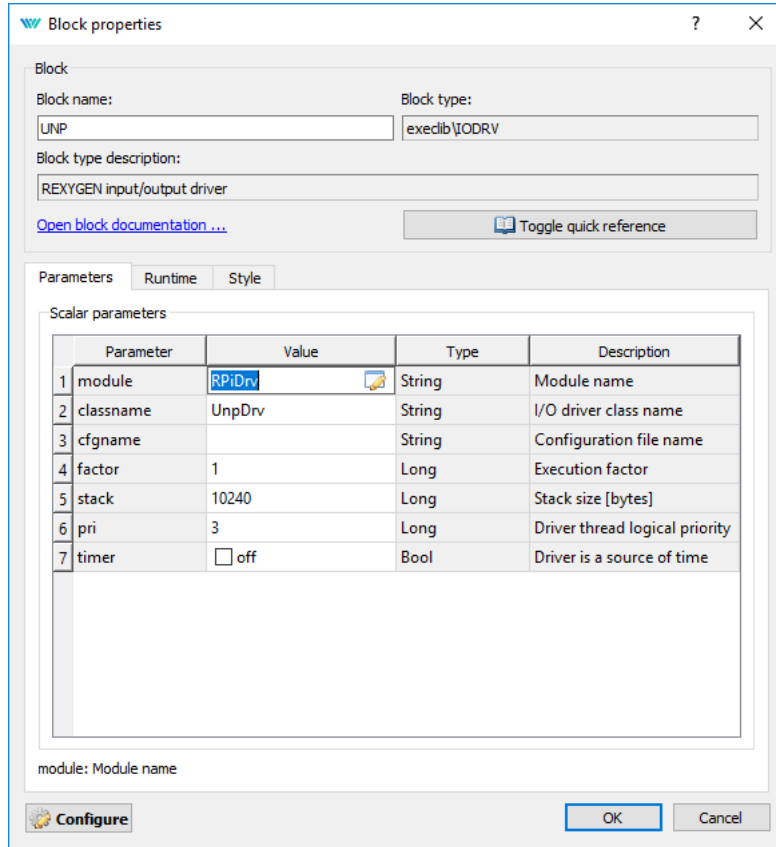 Block properties
Block
Block name:
Block type:
UNP
execlib\IODRV
Block type description:
REXYGEN input/output driver
Open block documentation ...
Toggle quick reference
Parameters Runtime Style
Scalar parameters
Parameter Value Type Description
1 module RPiDrv String Module name
2 classname UnpDrv String I/O driver class name
3 cfgname String Configuration file name
4 factor 1 Long Execution factor
5 stack 10240 Long Stack size [bytes]
6 pri 3 Long Driver thread logical priority
7 timer off Bool Driver is a source of time
module: Module name
Configure
OK
Cancel